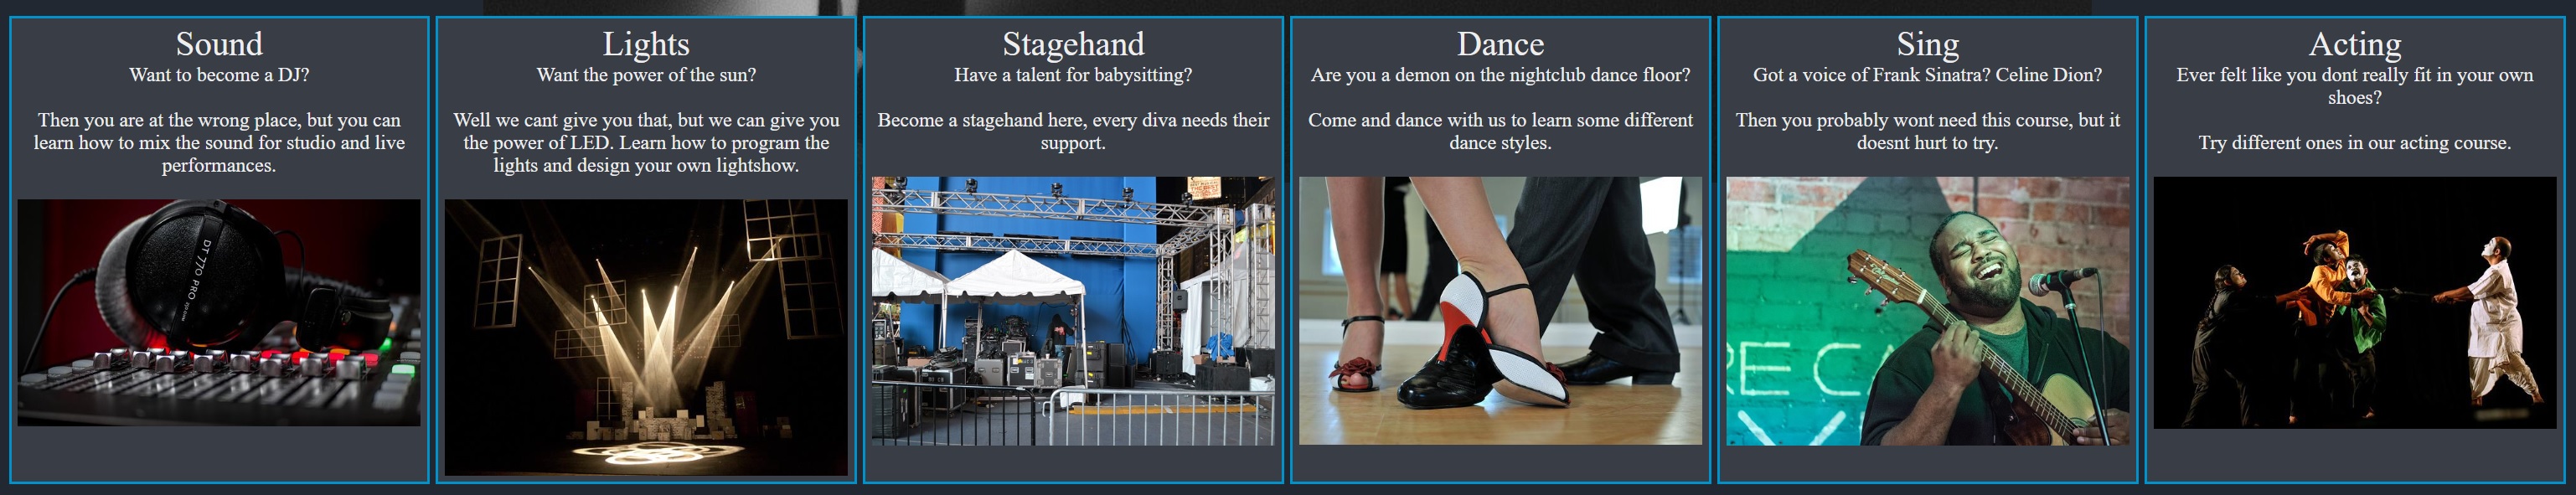 Sound
Want to become a DJ?
Then you are at the wrong place, but you can
learn how to mix the sound for studio and live
performances.
DT 770 PRO
Lights
Want the power of the sun?
Well we cant give you that, but we can give you
the power of LED. Learn how to program the
lights and design your own lightshow.
Stagehand
Have a talent for babysitting?
Become a stagehand here, every diva needs their
support.
Dance
Are you a demon on the nightclub dance floor?
Come and dance with us to learn some different
dance styles.
Sing
Got a voice of Frank Sinatra? Celine Dion?
Then you probably wont need this course, but it
doesnt hurt to try.
Acting
Ever felt like you dont really fit in your own
shoes?
Try different ones in our acting course.